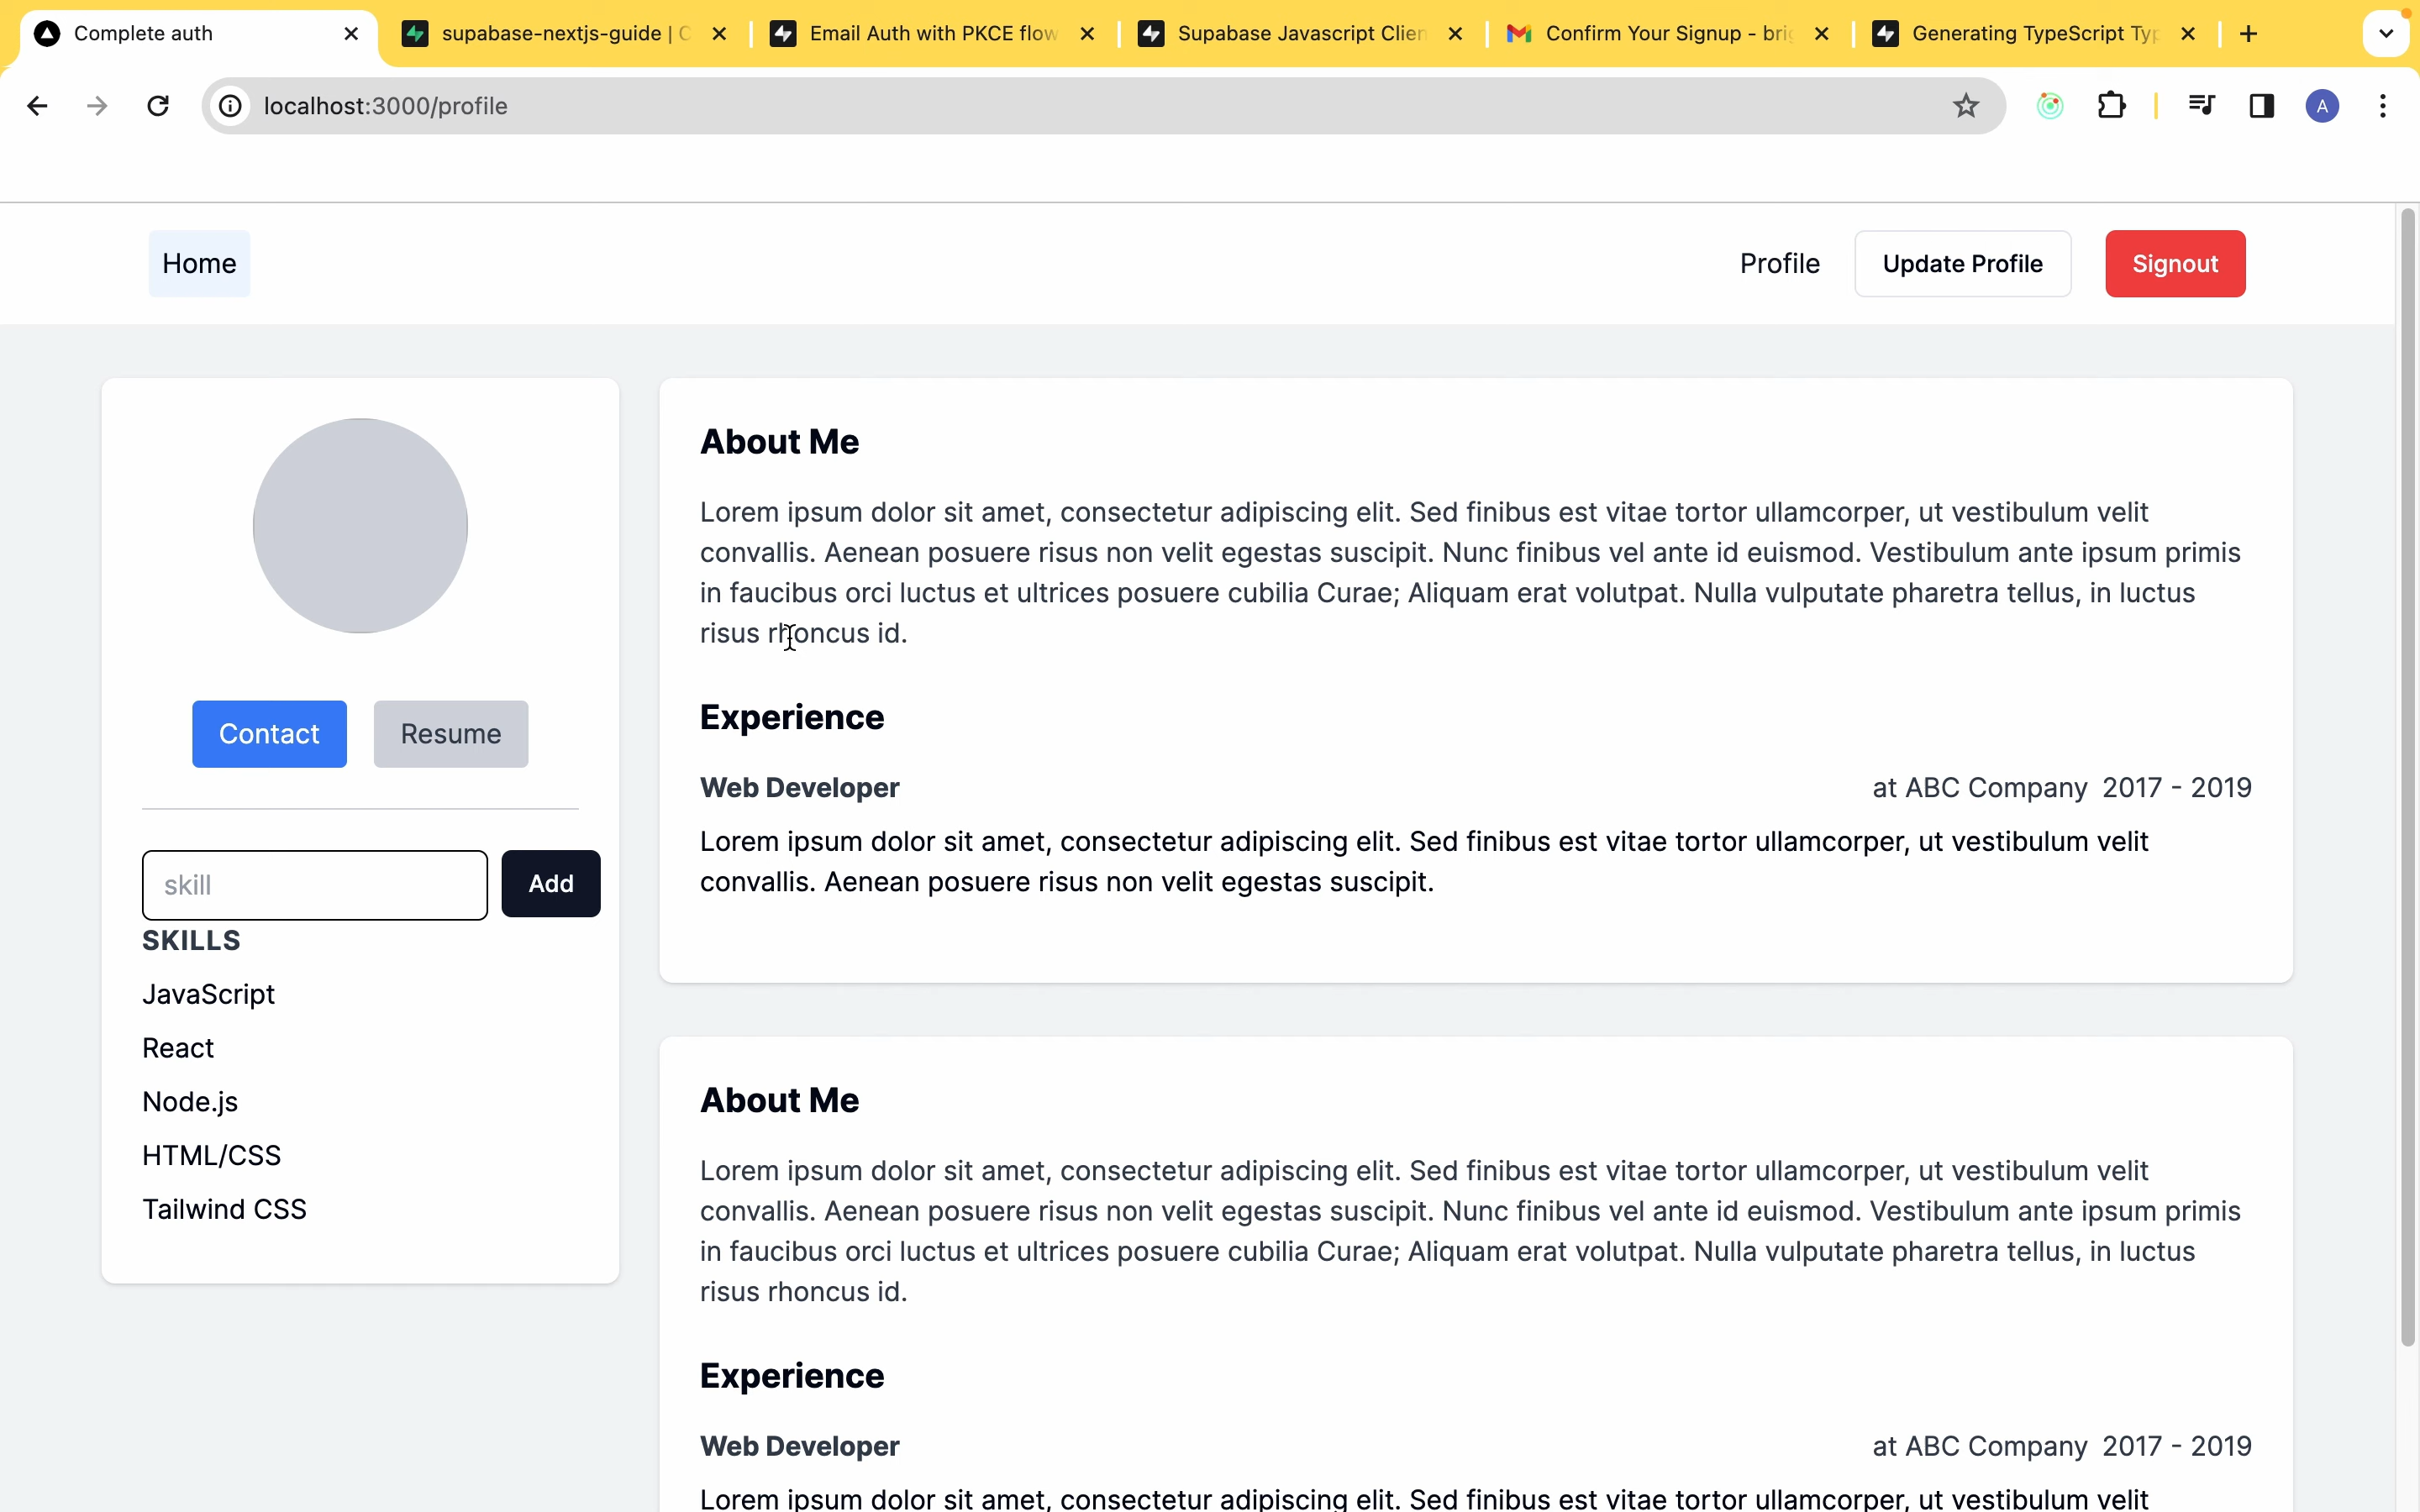 Complete auth
supabase-nextjs-guide | C
Email Auth with PKCE flow
Supabase Javascript Clien
Confirm Your Signup - bri
Generating TypeScript Typ
localhost:3000/profile
A
Home
Profile
Update Profile
Signout
Contact
Resume
skill
Add
SKILLS
JavaScript
React
Node.js
HTML/CSS
Tailwind CSS
About Me
Lorem ipsum dolor sit amet, consectetur adipiscing elit. Sed finibus est vitae tortor ullamcorper, ut vestibulum velit
convallis. Aenean posuere risus non velit egestas suscipit. Nunc finibus vel ante id euismod. Vestibulum ante ipsum primis
in faucibus orci luctus et ultrices posuere cubilia Curae; Aliquam erat volutpat. Nulla vulputate pharetra tellus, in luctus
risus rhoncus id.
Experience
Web Developer
at ABC Company 2017 - 2019
Lorem ipsum dolor sit amet, consectetur adipiscing elit. Sed finibus est vitae tortor ullamcorper, ut vestibulum velit
convallis. Aenean posuere risus non velit egestas suscipit.
About Me
Lorem ipsum dolor sit amet, consectetur adipiscing elit. Sed finibus est vitae tortor ullamcorper, ut vestibulum velit
convallis. Aenean posuere risus non velit egestas suscipit. Nunc finibus vel ante id euismod. Vestibulum ante ipsum primis
in faucibus orci luctus et ultrices posuere cubilia Curae; Aliquam erat volutpat. Nulla vulputate pharetra tellus, in luctus
risus rhoncus id.
Experience
Web Developer
at ABC Company 2017 - 2019
Lorem ipsum dolor sit amet, consectetur adipiscing elit. Sed finibus est vitae tortor ullamcorper, ut vestibulum velit